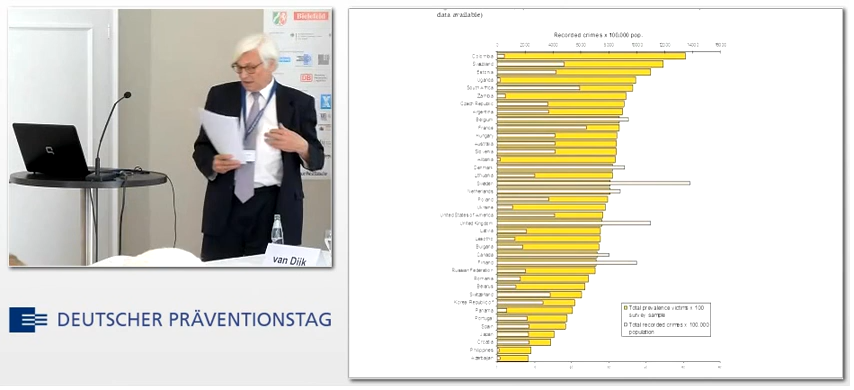 Bielefeld
DB
van Dijk
DEUTSCHER PRÄVENTIONSTAG
data available)
Recorded crimes x 100.000 pop.
Colombia
Swaziland
Uganda
South Africa
Zambia
Czech Republic
Argentina
Belgium
France
Hungary
Australia
Slovenia
Albania
Denmark
Lithuania
Sweden
Netherlands
Poland
Ukraine
United States of America
United Kingdom
Latvia
Lesotho
Bulgaria
Canada
Finland
Russian Federation
Romania
Belarus
Switzerland
Korea, Republic of
Panama
Portugal
Spain
Japan
Croatia
Philippines
Azerbaijan
Total prevalence victims x 100
survey sample
Total recorded crimes x 100.000
population